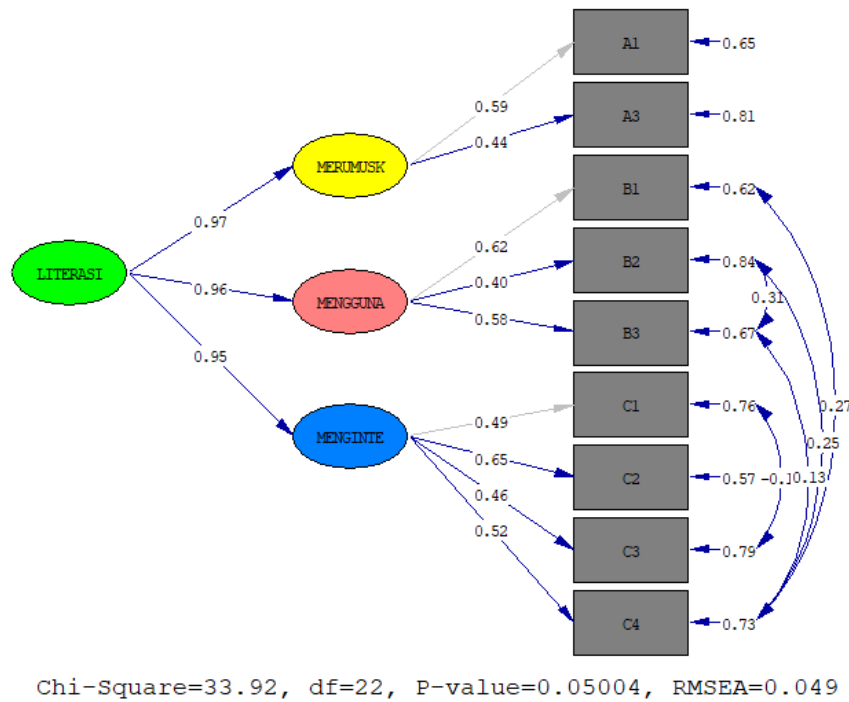 A1
0.65
0.59
A3
0.81
0.44
MERUMUSK
B1
0.62
0.97
0.62
LITERASI
B2
0.84
0.40
0.96
MENGGUNA
0.31
0.58
B3
0.67
0.95
C1
0.76
0.27
0.49
MENGINTE
0.25
0.65
C2
0.57
0.13
0.46
0.52
C3
0.79
C4
0.73
Chi-Square=33.92, df=22, P-value=0.05004, RMSEA=0.049